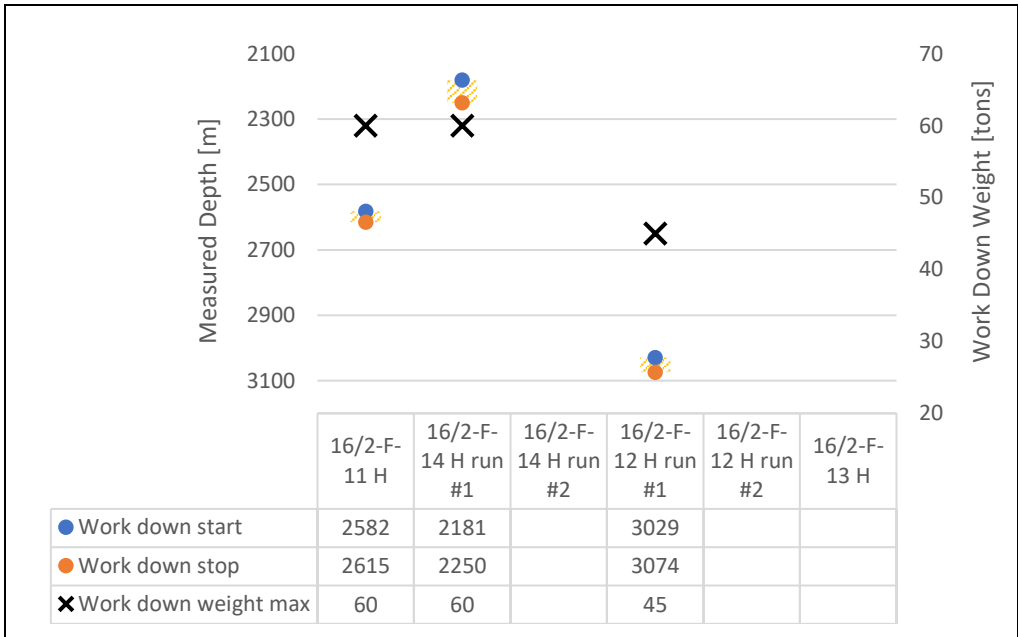 2100
2300
2500
2700
2900
3100
Measured Depth [m]
70
60
50
40
30
20
Work Down Weight [tons]
16/2-F-
11 H
16/2-F-
14 H run
#1
16/2-F-
14 H run
#2
16/2-F-
12 H run
#1
16/2-F-
12 H run
#2
16/2-F-
13 H
Work down start 2582 2181 3029
Work down stop 2615 2250 3074
Work down weight max 60 60 45